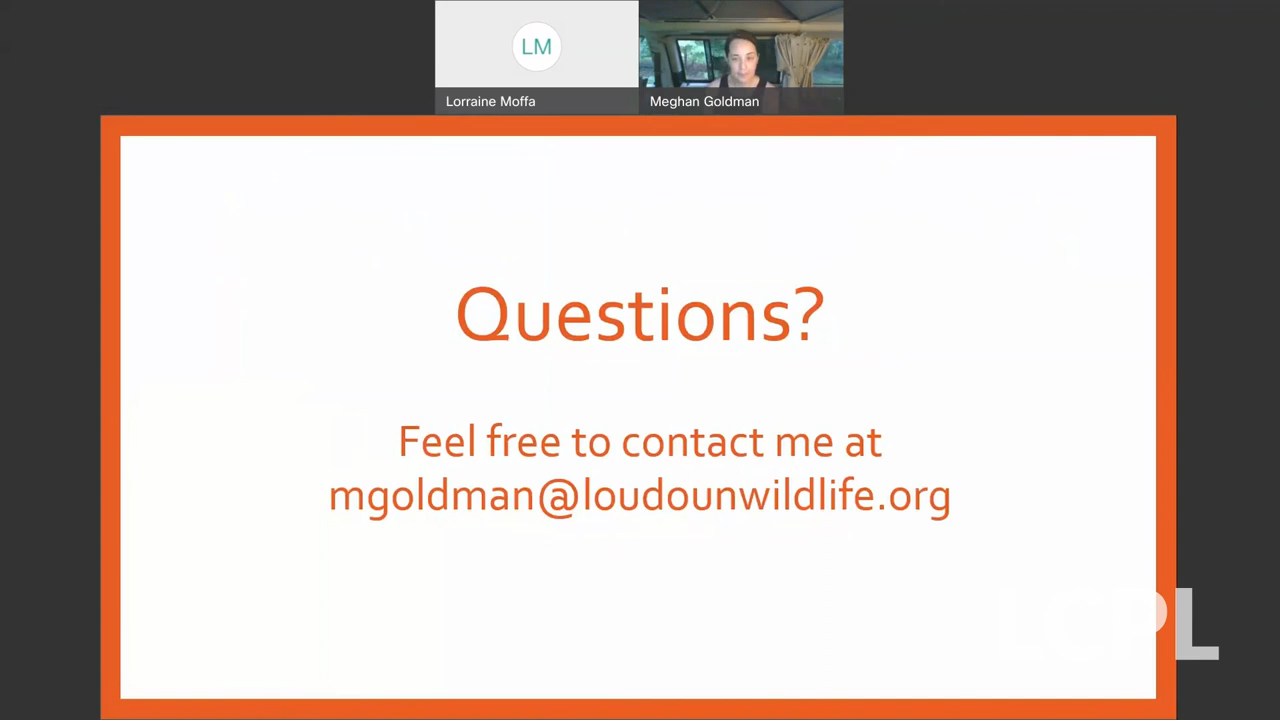 LM
Lorraine Moffa
Meghan Goldman
Questions?
Feel free to contact me at
mgoldman@loudounwildlife.org
LCPL